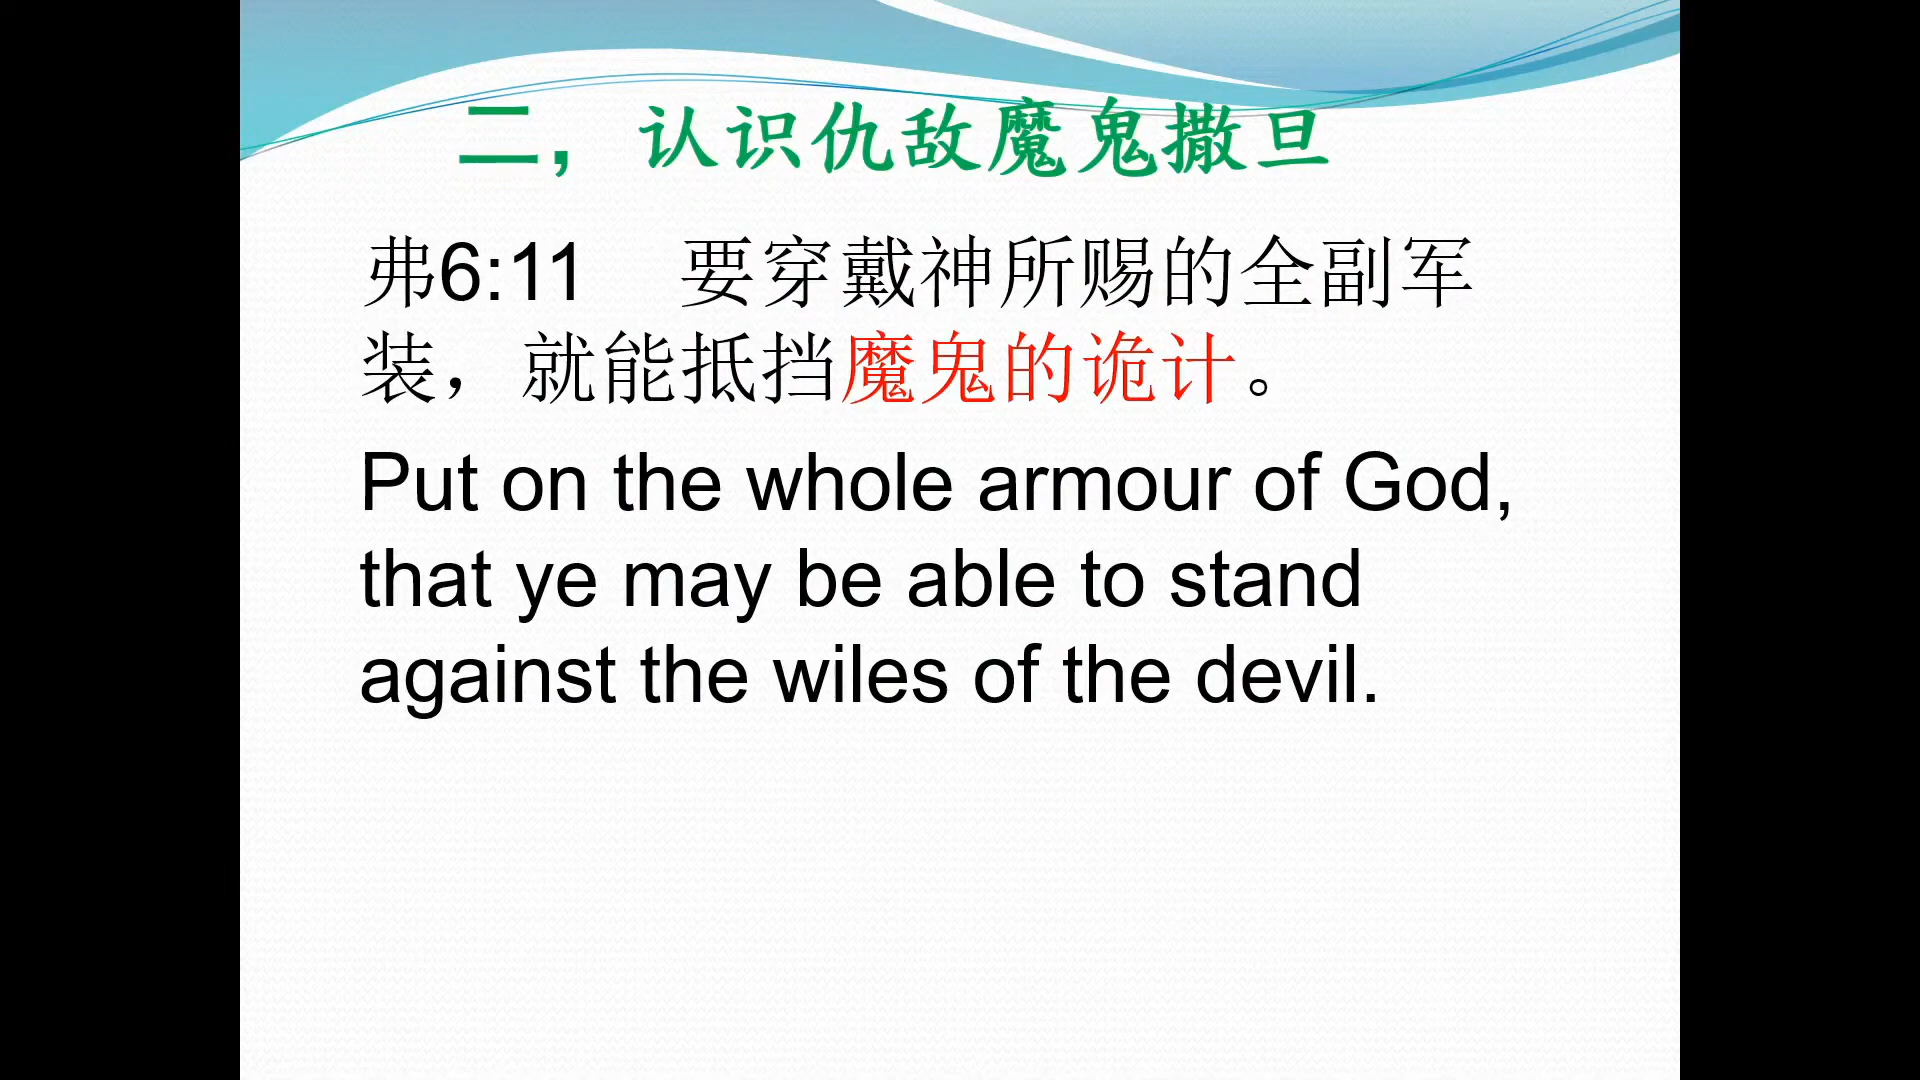 二，认识仇敌魔鬼撒旦
弗6:11 要穿戴神所赐的全副军
装，就能抵挡魔鬼的诡计。
Put on the whole armour of God,
that ye may be able to stand
against the wiles of the devil.